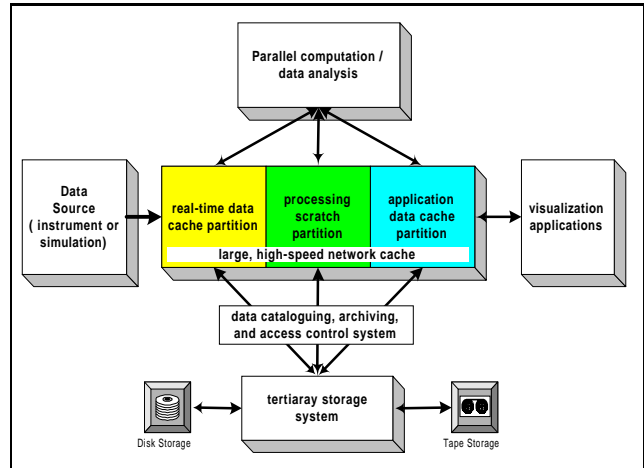 Parallel computation /
data analysis
Data
Source
( instrument or
simulation)
real-time data
cache partition
processing
scratch
partition
application
data cache
partition
visualization
applications
large, high-speed network cache
data cataloguing, archiving,
and access control system
tertiaray storage
system
Disk Storage
Tape Storage